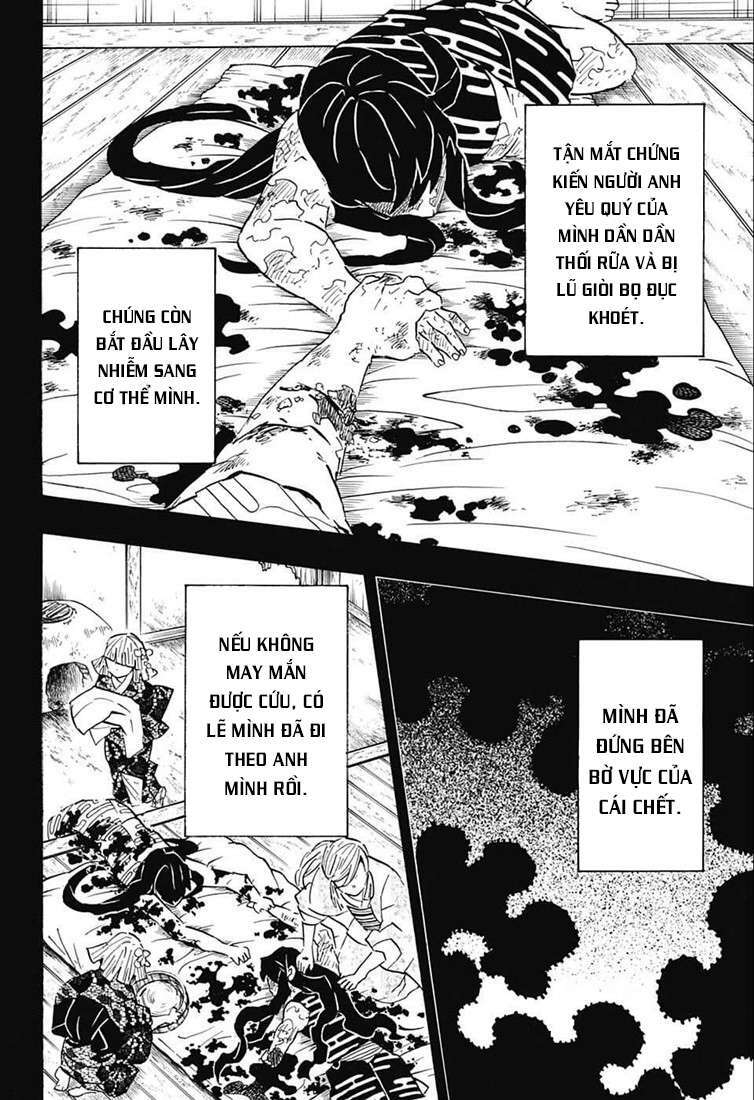 TẬN MẮT CHỨNG
KIẾN NGƯỜI ANH
YÊU QUÝ CỦA
MÌNH DẦN DẦN
THỐI RỮA VÀ BỊ
LŨ GIÒI BỌ ĐỤC
KHOÉT.
CHÚNG CÒN
BẮT ĐẦU LÂY
NHIỄM SANG
CƠ THỂ MÌNH.
MÌNH ĐÃ
ĐỨNG BÊN
BỜ VỰC CỦA
CÁI CHẾT.
NẾU KHÔNG
MAY MẮN
ĐƯỢC CỨU, CÓ
LẼ MÌNH ĐÃ ĐI
THEO ANH
MÌNH RỒI.